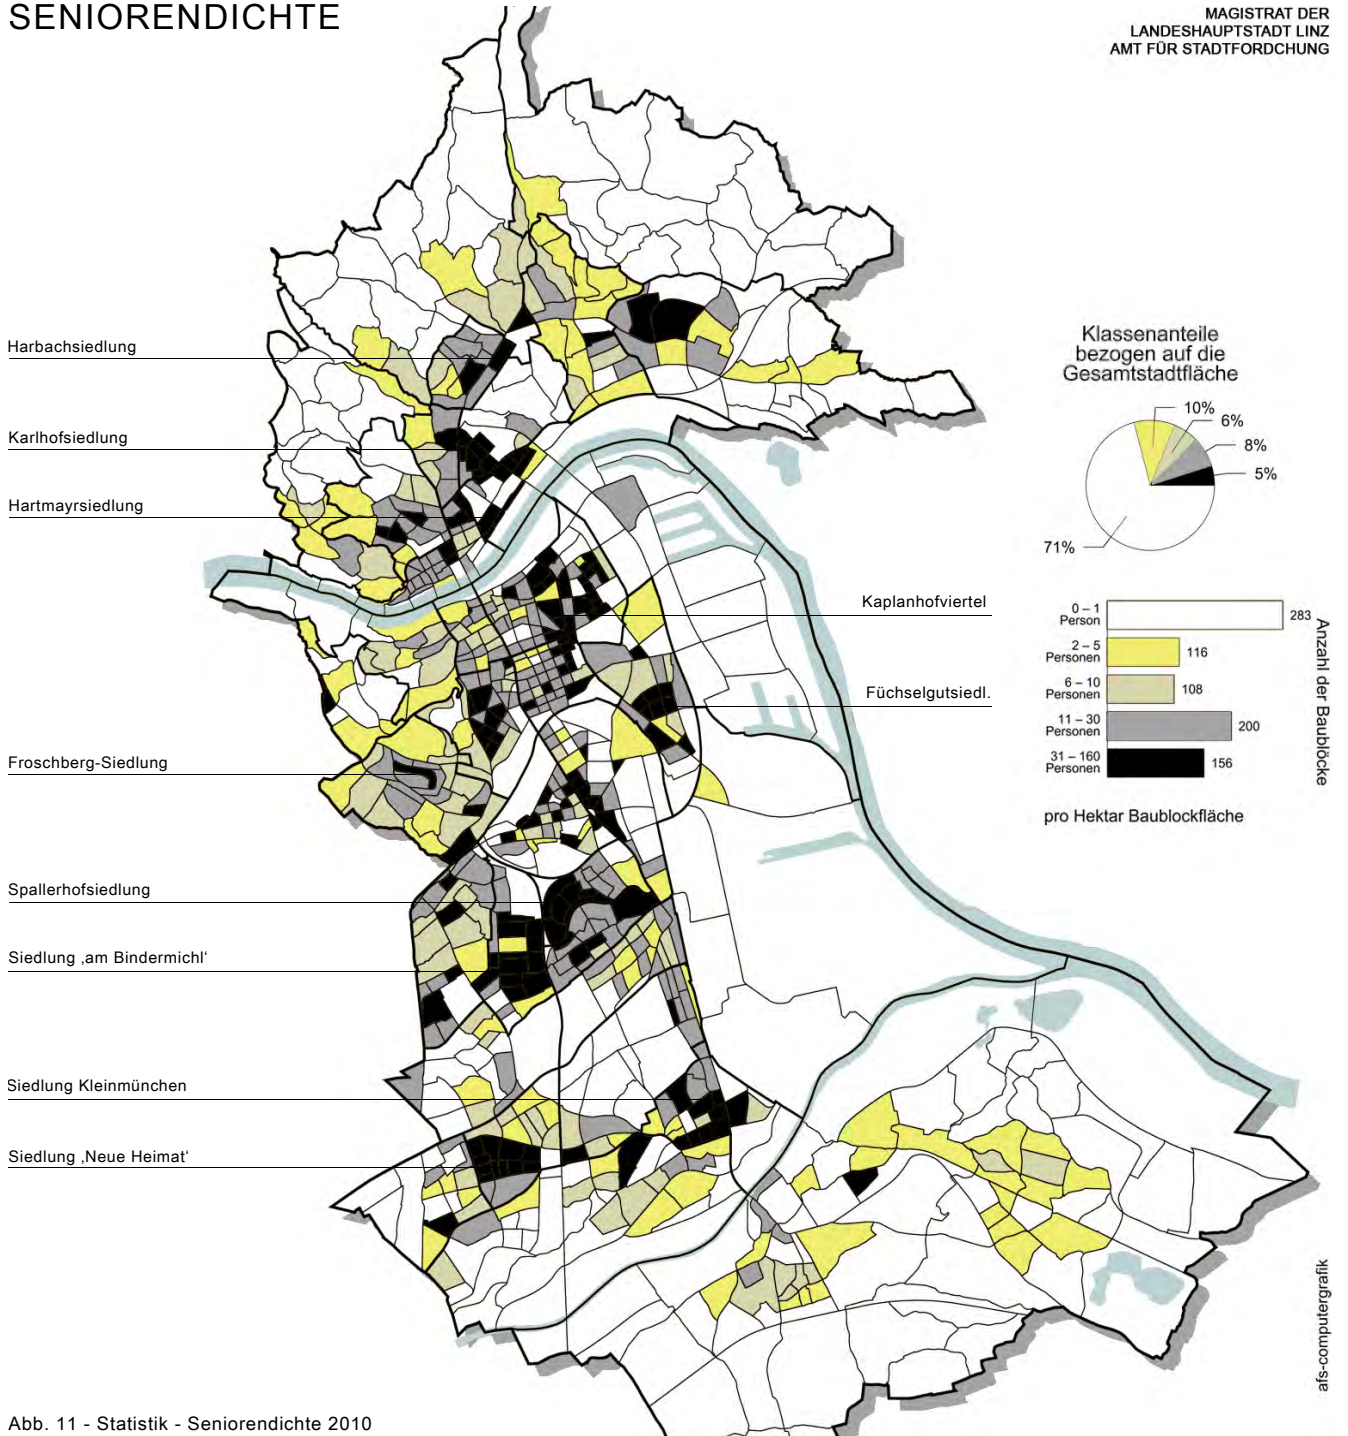 SENIORENDICHTE
MAGISTRAT DER
LANDESHAUPTSTADT LINZ
AMT FÜR STADTFORDCHUNG
Harbachsiedlung
Karlhofsiedlung
Hartmayrsiedlung
Froschberg-Siedlung
Spallerhofsiedlung
Siedlung ‚am Bindermichl‘
Siedlung Kleinmünchen
Siedlung ‚Neue Heimat‘
Kaplanhofviertel
Füchselgutsiedl.
Klassenanteile
bezogen auf die
Gesamtstadtfläche
10%
6%
8%
5%
71%
0 – 1
Person
283
2 – 5
Personen
116
6 – 10
Personen
108
11 – 30
Personen
200
31 – 160
Personen
156
Anzahl der Baublöcke
pro Hektar Baublockfläche
afs-computergrafik
Abb. 11 - Statistik - Seniorendichte 2010